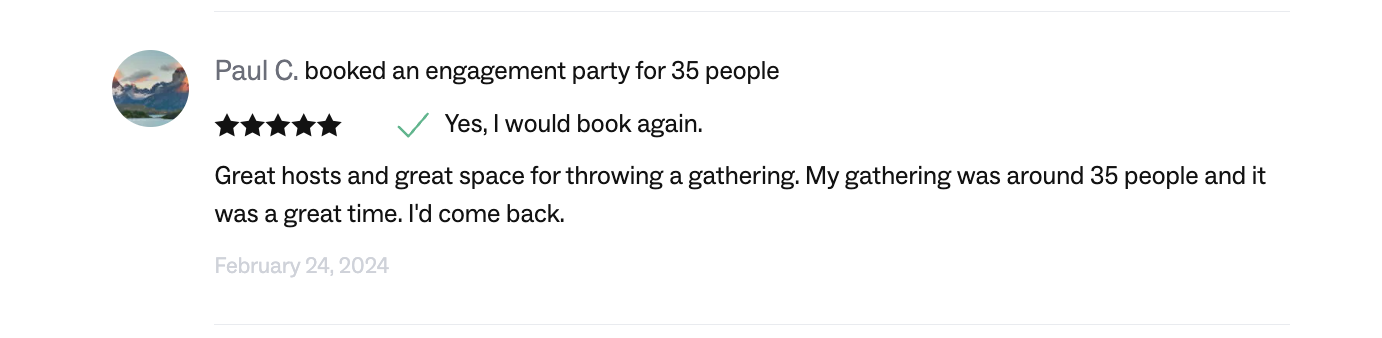 Paul C. booked an engagement party for 35 people
Yes, I would book again.
Great hosts and great space for throwing a gathering. My gathering was around 35 people and it
was a great time. I'd come back.
February 24, 2024